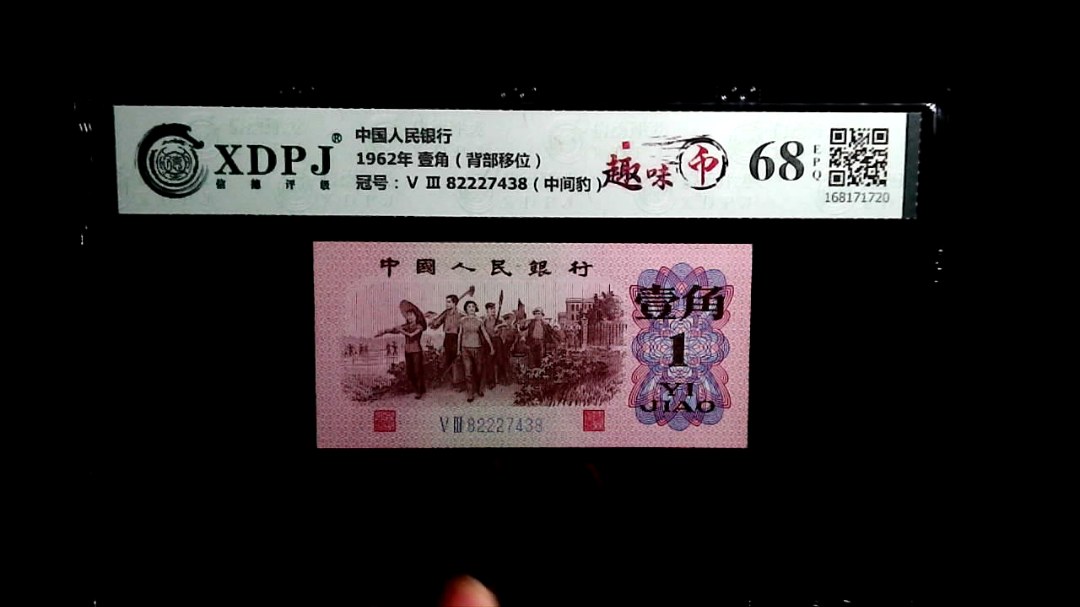 XDPJ®
信德评级
中国人民银行
1962年 壹角（背部移位）
冠号：Ⅴ Ⅲ 82227438（中间豹）
趣味币
68
EPQ
168171720
中國人民銀行
壹角
1
YI
JIAO
Ⅴ Ⅲ 82227438